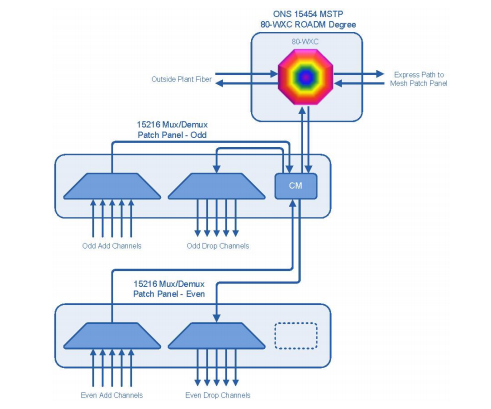 ONS 15454 MSTP
80-WXC ROADM Degree
80-WXC
Outside Plant Fiber
Express Path to
Mesh Patch Panel
15216 Mux/Demux
Patch Panel - Odd
CM
Odd Add Channels
Odd Drop Channels
15216 Mux/Demux
Patch Panel - Even
Even Add Channels
Even Drop Channels